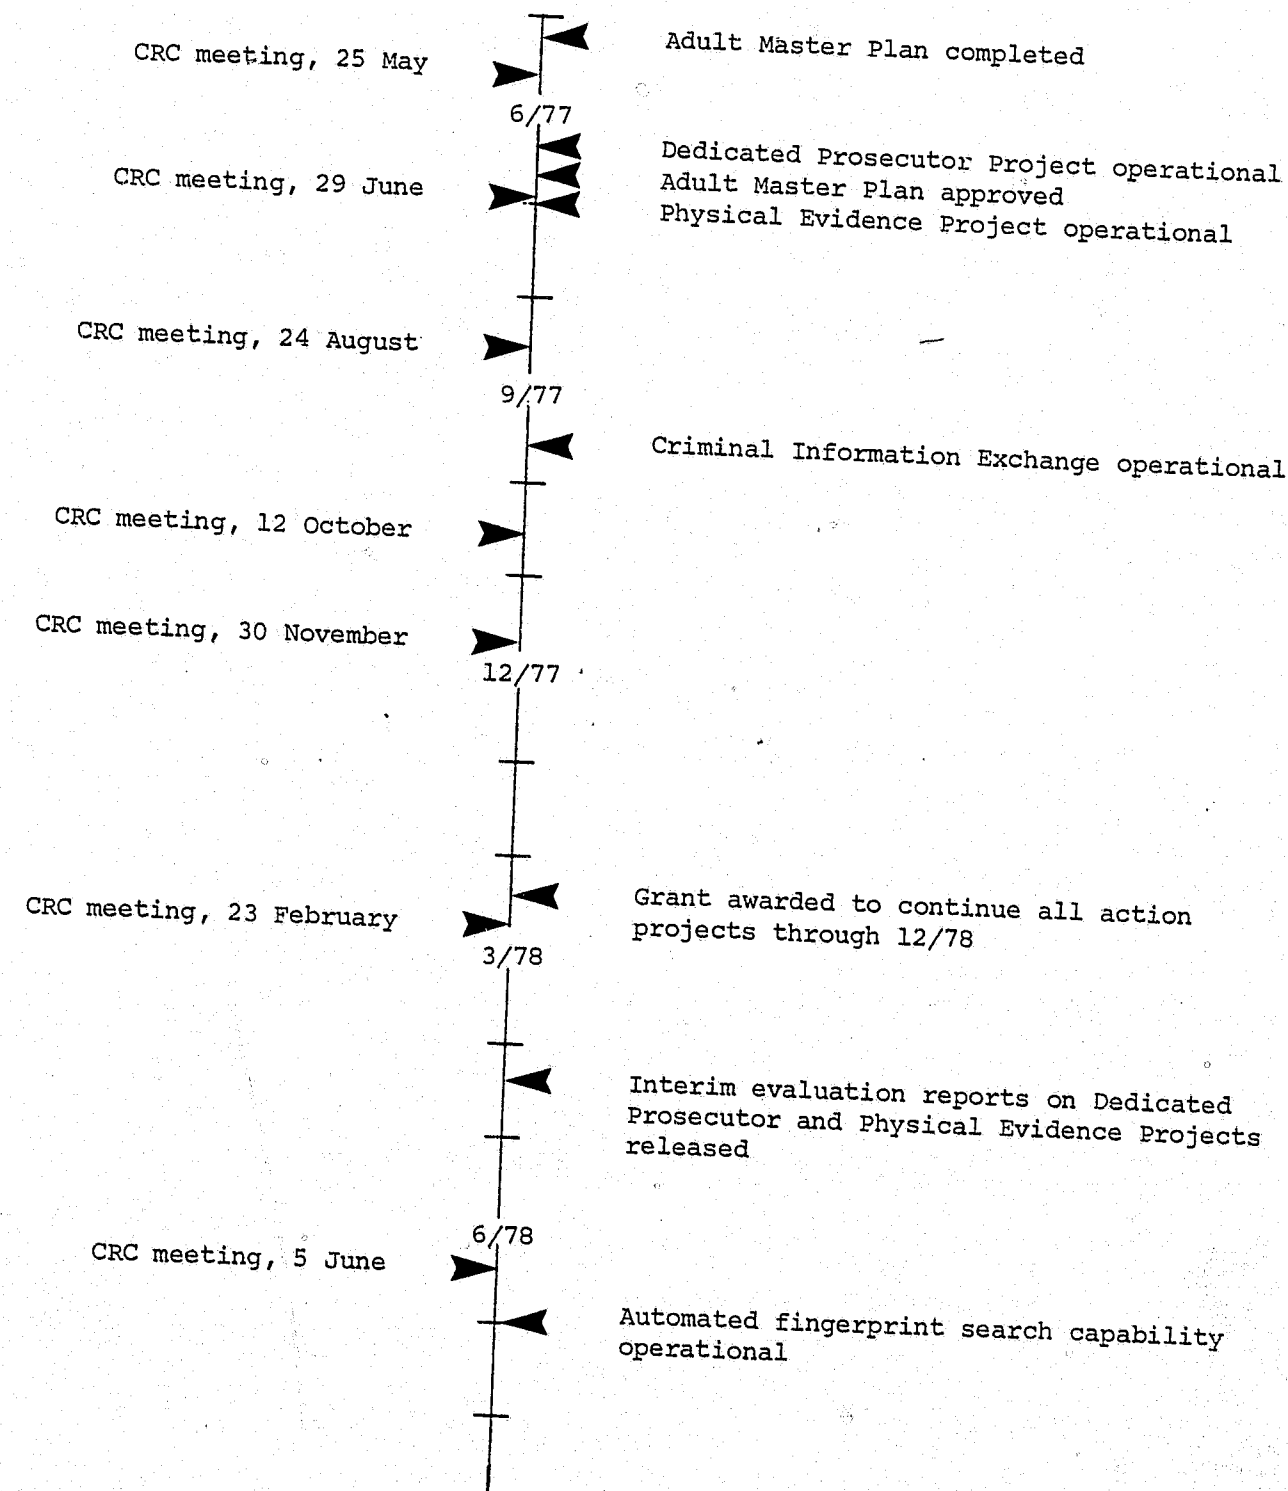 Adult Master Plan completed
CRC meeting, 25 May
6/77
Dedicated Prosecutor Project operational
CRC meeting, 29 June
Adult Master Plan approved
Physical Evidence Project operational
CRC meeting, 24 August
9/77
Criminal Information Exchange operational
CRC meeting, 12 October
CRC meeting, 30 November
12/77
Grant awarded to continue all action
projects through 12/78
CRC meeting, 23 February
3/78
Interim evaluation reports on Dedicated
Prosecutor and Physical Evidence Projects
released
6/78
CRC meeting, 5 June
Automated fingerprint search capability
operational